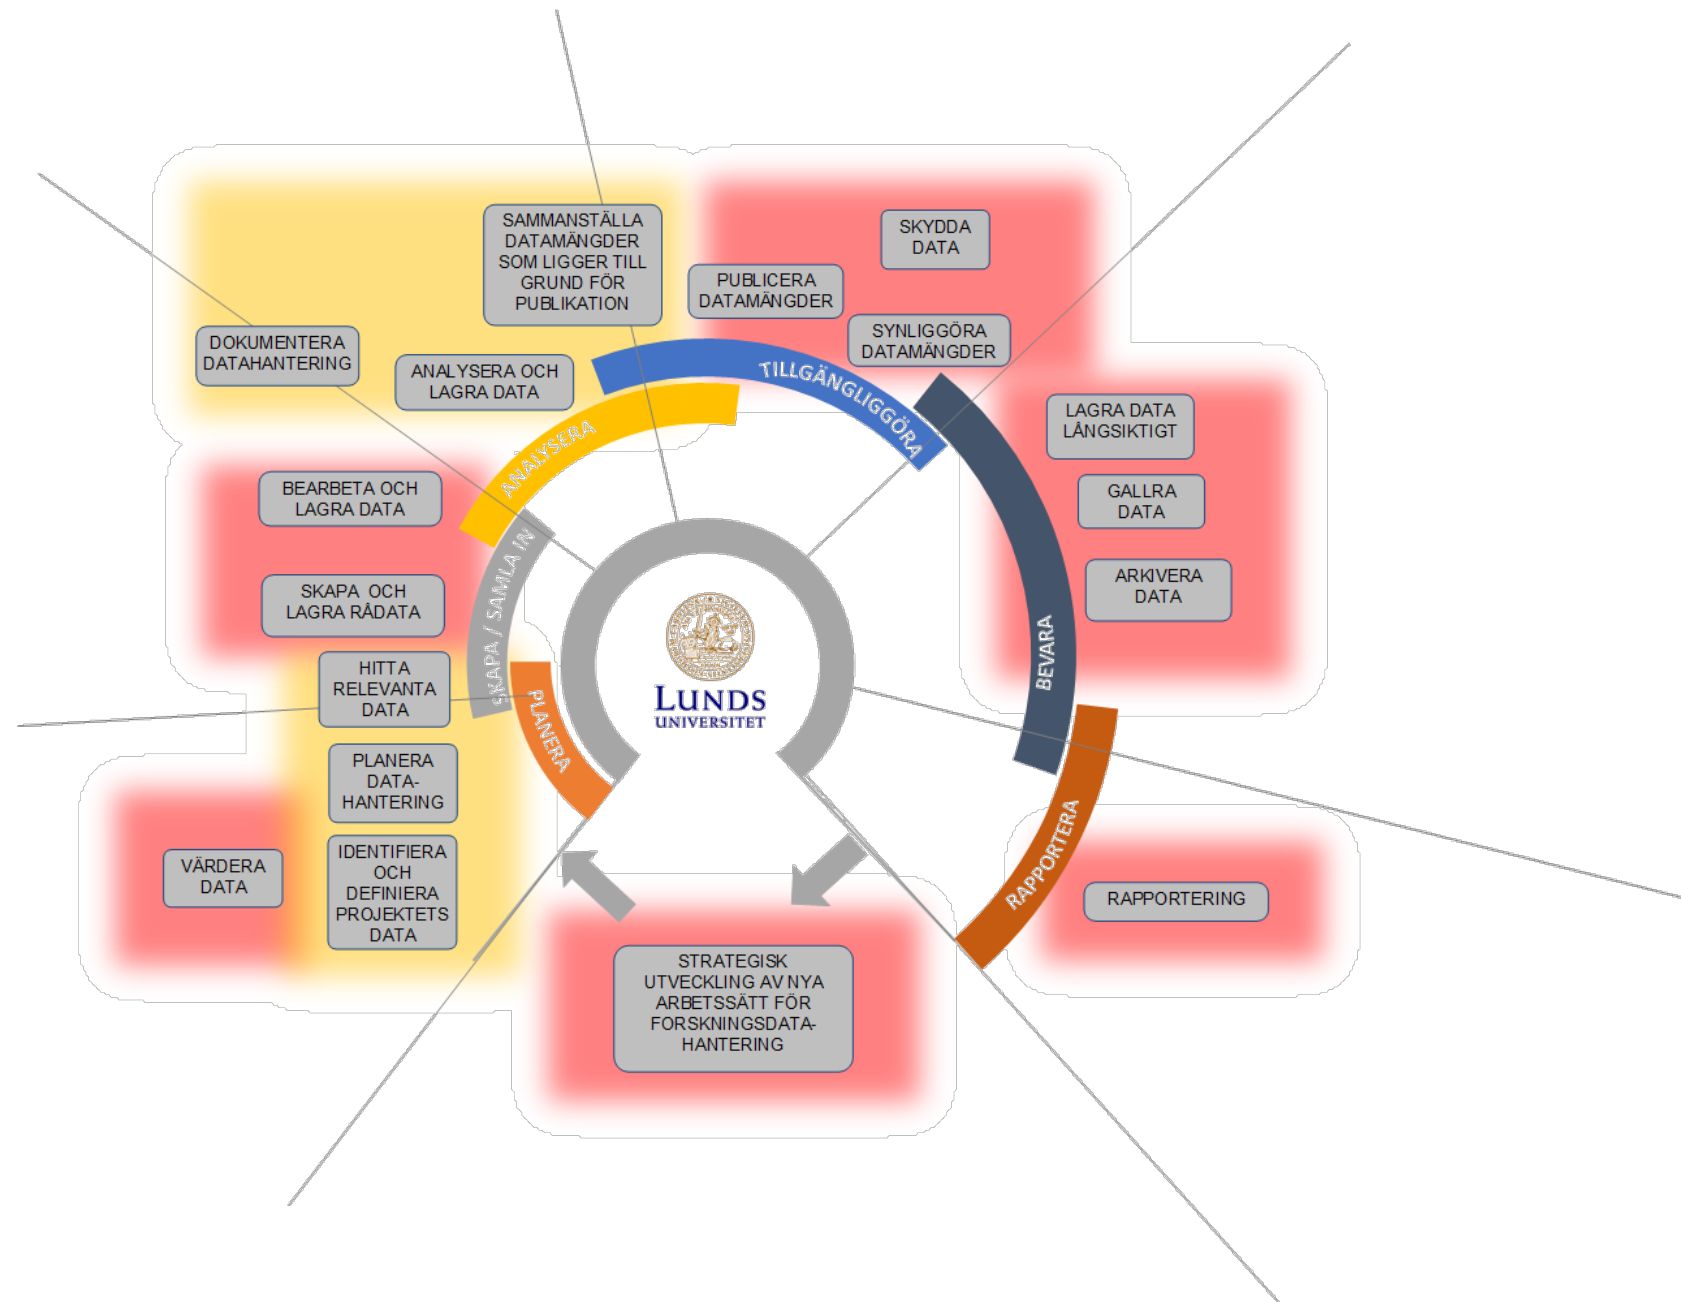 SAMMANSTÄLLA
DATAMÄNGDER
SOM LIGGER TILL
GRUND FÖR
PUBLIKATION
SKYDDA
DATA
PUBLICERA
DATAMÄNGDER
SYNLIGGÖRA
DATAMÄNGDER
DOKUMENTERA
DATAHANTERING
ANALYSERA OCH
LAGRA DATA
TILLGÄNGLIGGÖRA
ANALYSERA
LAGRA DATA
LÅNGSIKTIGT
GALLRA
DATA
ARKIVERA
DATA
BEARBETA OCH
LAGRA DATA
SKAPA OCH
LAGRA RÅDATA
SKAPA / SAMLA IN
BEVARA
HITTA
RELEVANTA
DATA
PLANERA
LUNDS
UNIVERSITET
PLANERA
DATA-
HANTERING
VÄRDERA
DATA
IDENTIFIERA
OCH
DEFINIERA
PROJEKTETS
DATA
RAPPORTERA
RAPPORTERING
STRATEGISK
UTVECKLING AV NYA
ARBETSSÄTT FÖR
FORSKNINGSDATA-
HANTERING